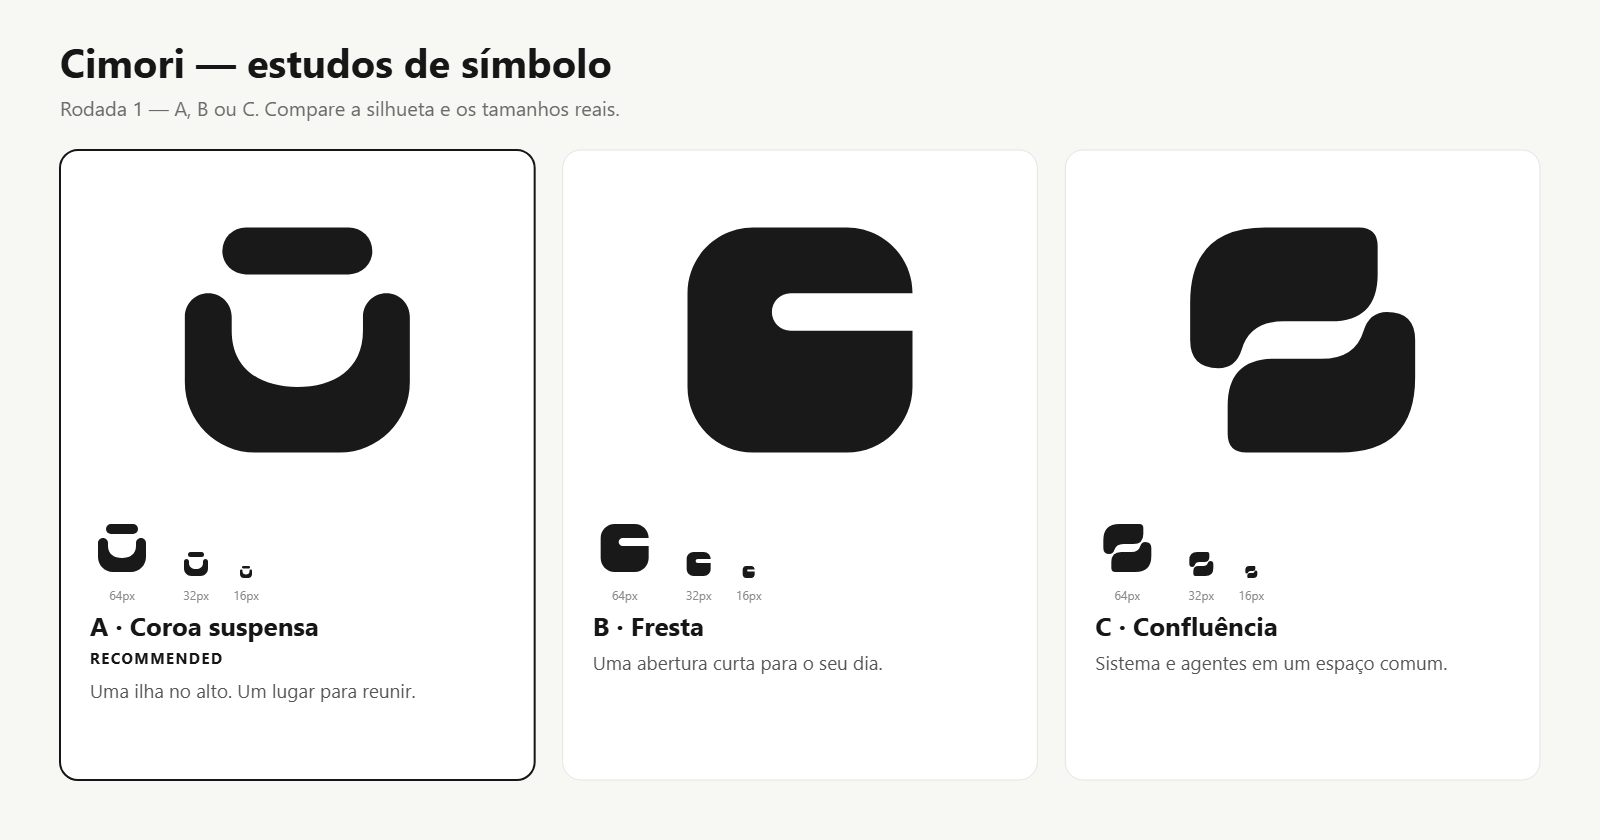 Cimori — estudos de símbolo
Rodada 1 — A, B ou C. Compare a silhueta e os tamanhos reais.
64px 32px 16px
A · Coroa suspensa
RECOMMENDED
Uma ilha no alto. Um lugar para reunir.
64px 32px 16px
B · Fresta
Uma abertura curta para o seu dia.
64px 32px 16px
C · Confluência
Sistema e agentes em um espaço comum.